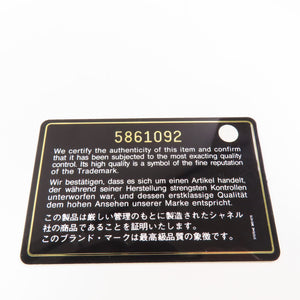 5861092
We certify the authenticity of this item and confirm
that it has been subjected to the most exacting quality
control. Its high quality is a symbol of the fine reputation
of the Trademark.
Wir bestätigen, dass es sich um einen Artikel handelt,
der während seiner Herstellung strengsten Kontrollen
unterworfen war, und dessen erstklassige Qualität
dem hohen Ansehen unserer Marke entspricht.
この製品は厳しい管理のもとに製造されたシャネル
社の商品であることを証明いたします。
このブランド・マークは最高級品質の象徴です。